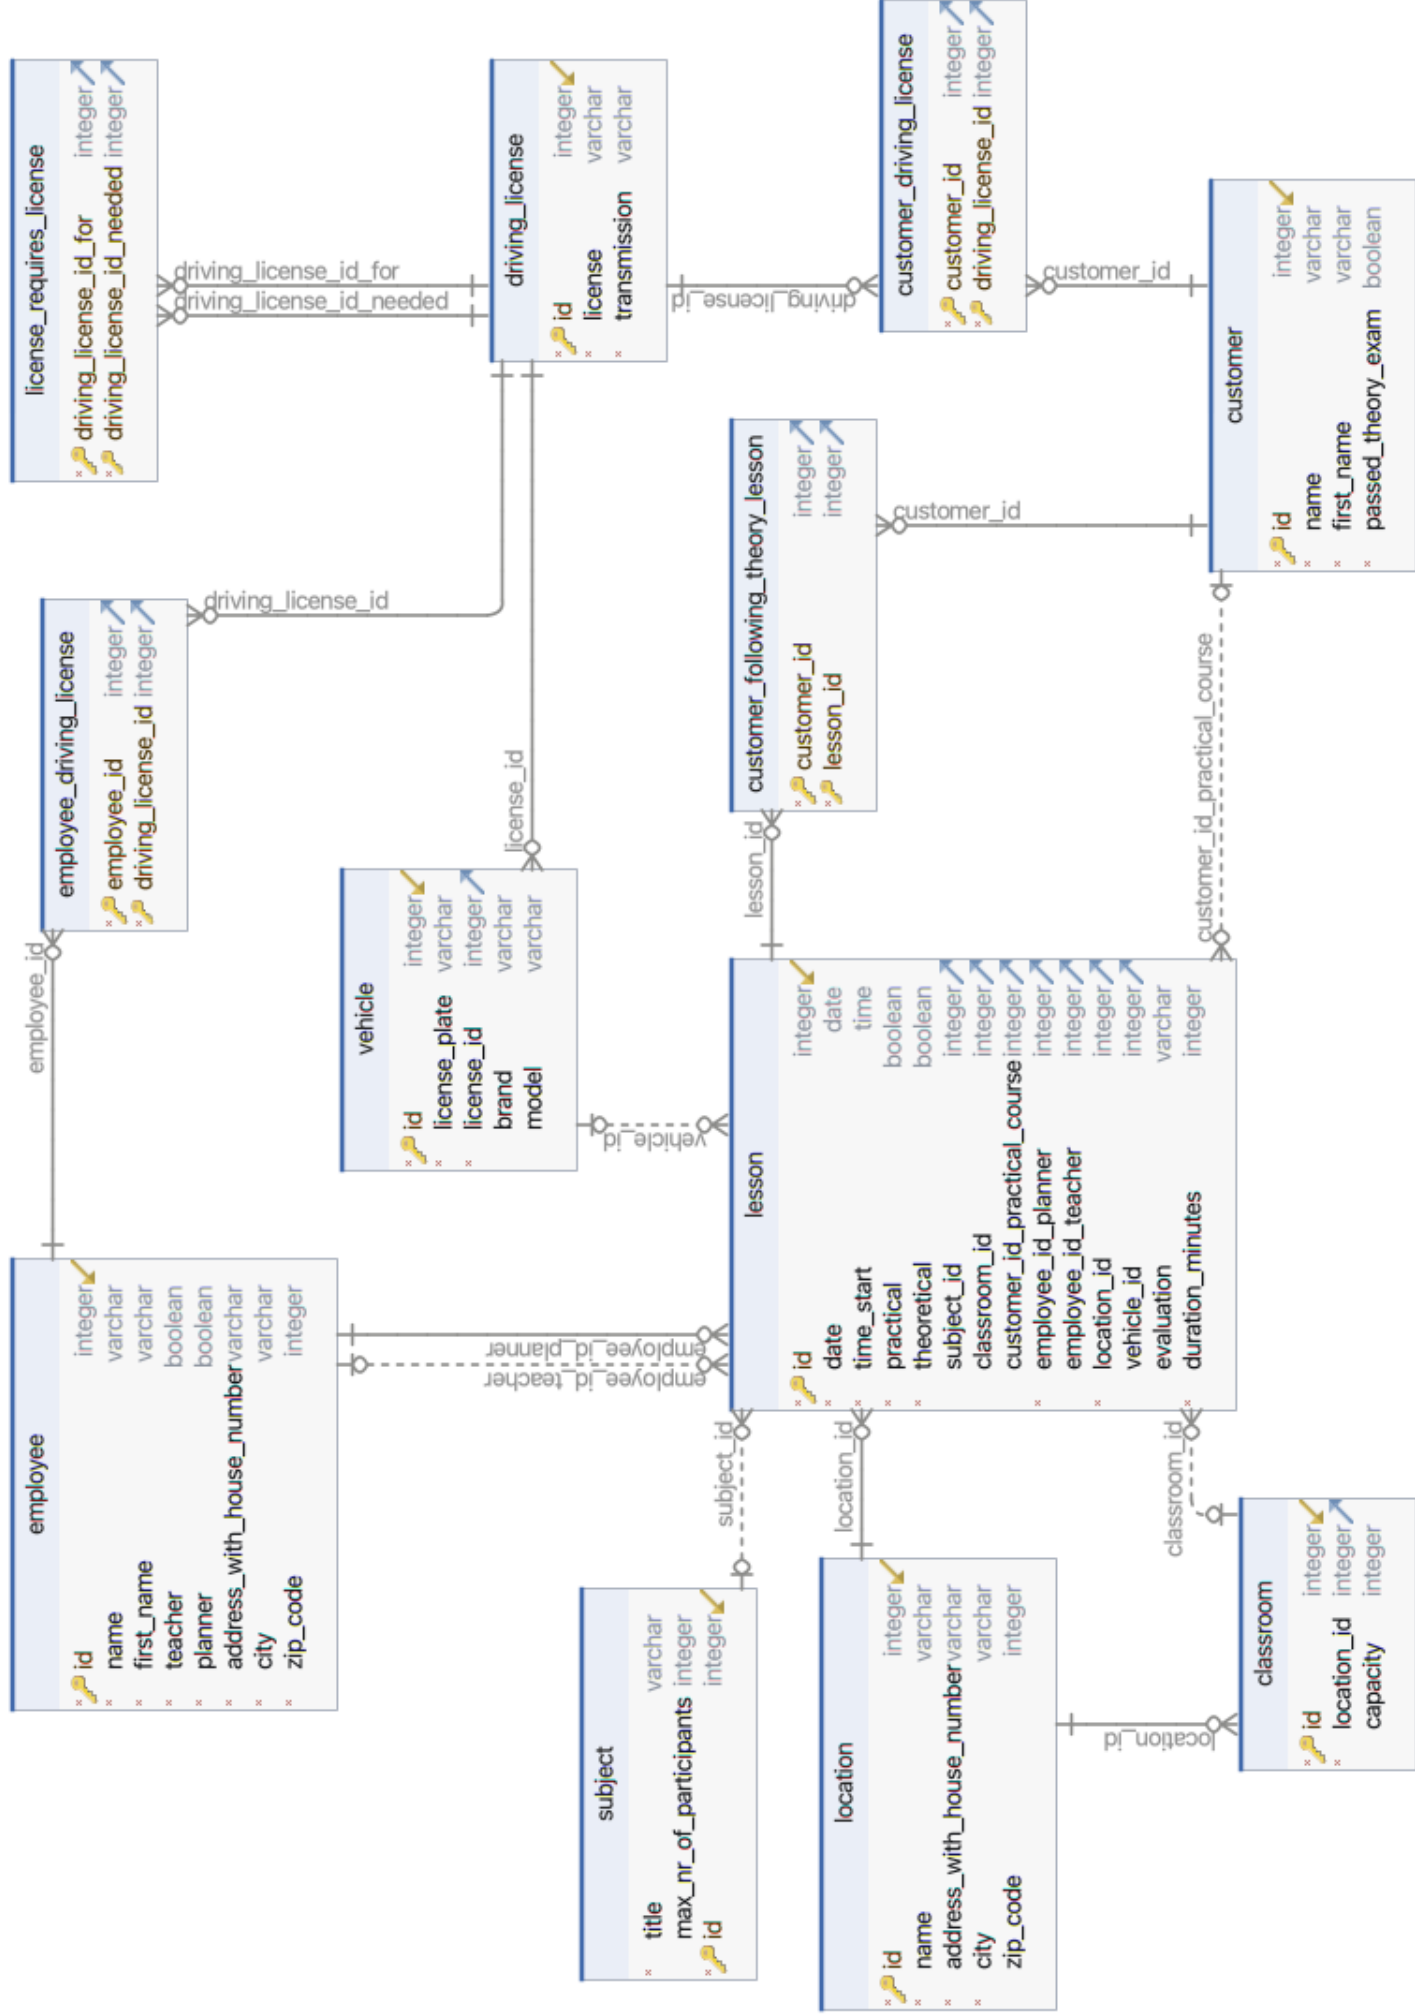 employee
id integer
name varchar
first_name varchar
teacher boolean
planner boolean
address_with_house_number varchar
city varchar
zip_code integer
employee_id
employee_driving_license
employee_id integer
driving_license_id integer
license_requires_license
driving_license_id_for integer
driving_license_id_needed integer
driving_license_id
driving_license_id_for
driving_license_id_needed
employee_id_planner
employee_id_teacher
vehicle
id integer
license_plate varchar
license_id integer
brand varchar
model varchar
license_id
driving_license
id integer
license varchar
transmission varchar
subject
title varchar
max_nr_of_participants integer
id integer
subject_id
vehicle_id
driving_license_id
lesson
id integer
date date
time_start time
practical boolean
theoretical boolean
subject_id integer
classroom_id integer
customer_id_practical_course integer
employee_id_planner integer
employee_id_teacher integer
location_id integer
vehicle_id integer
evaluation varchar
duration_minutes integer
lesson_id
customer_following_theory_lesson
customer_id integer
lesson_id integer
customer_driving_license
customer_id integer
driving_license_id integer
location
id integer
name varchar
address_with_house_number varchar
city varchar
zip_code integer
location_id
customer_id
customer_id
location_id
classroom_id
customer_id_practical_course
classroom
id integer
location_id integer
capacity integer
customer
id integer
name varchar
first_name varchar
passed_theory_exam boolean